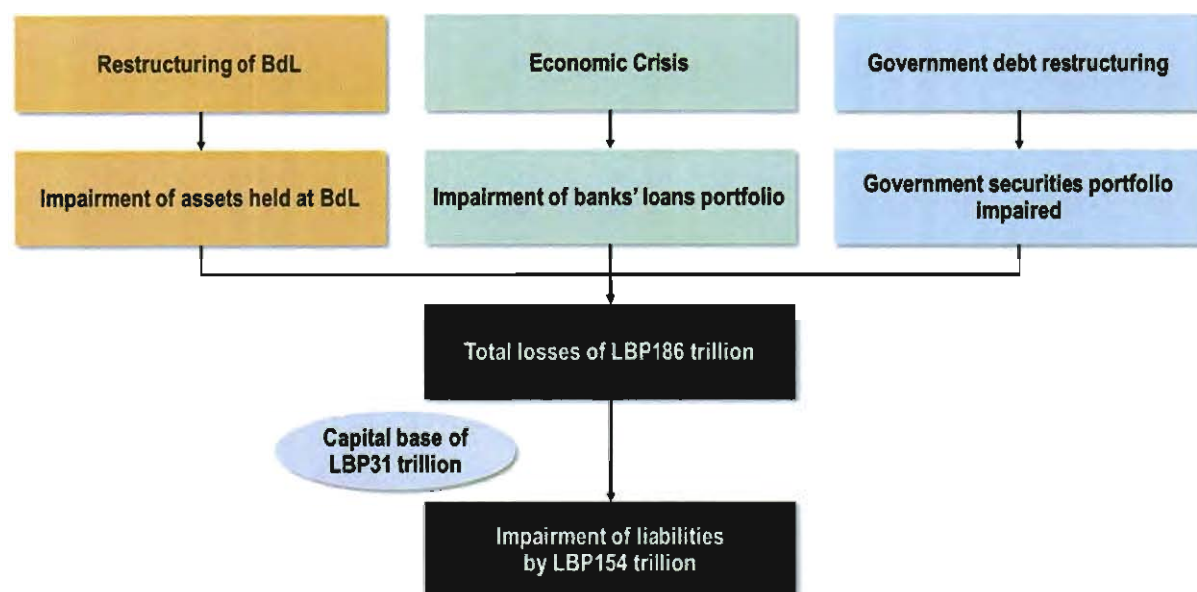 Restructuring of BdL
Economic Crisis
Government debt restructuring
Impairment of assets held at BdL
Impairment of banks' loans portfolio
Government securities portfolio
impaired
Total losses of LBP186 trillion
Capital base of
LBP31 trillion
Impairment of liabilities
by LBP154 trillion